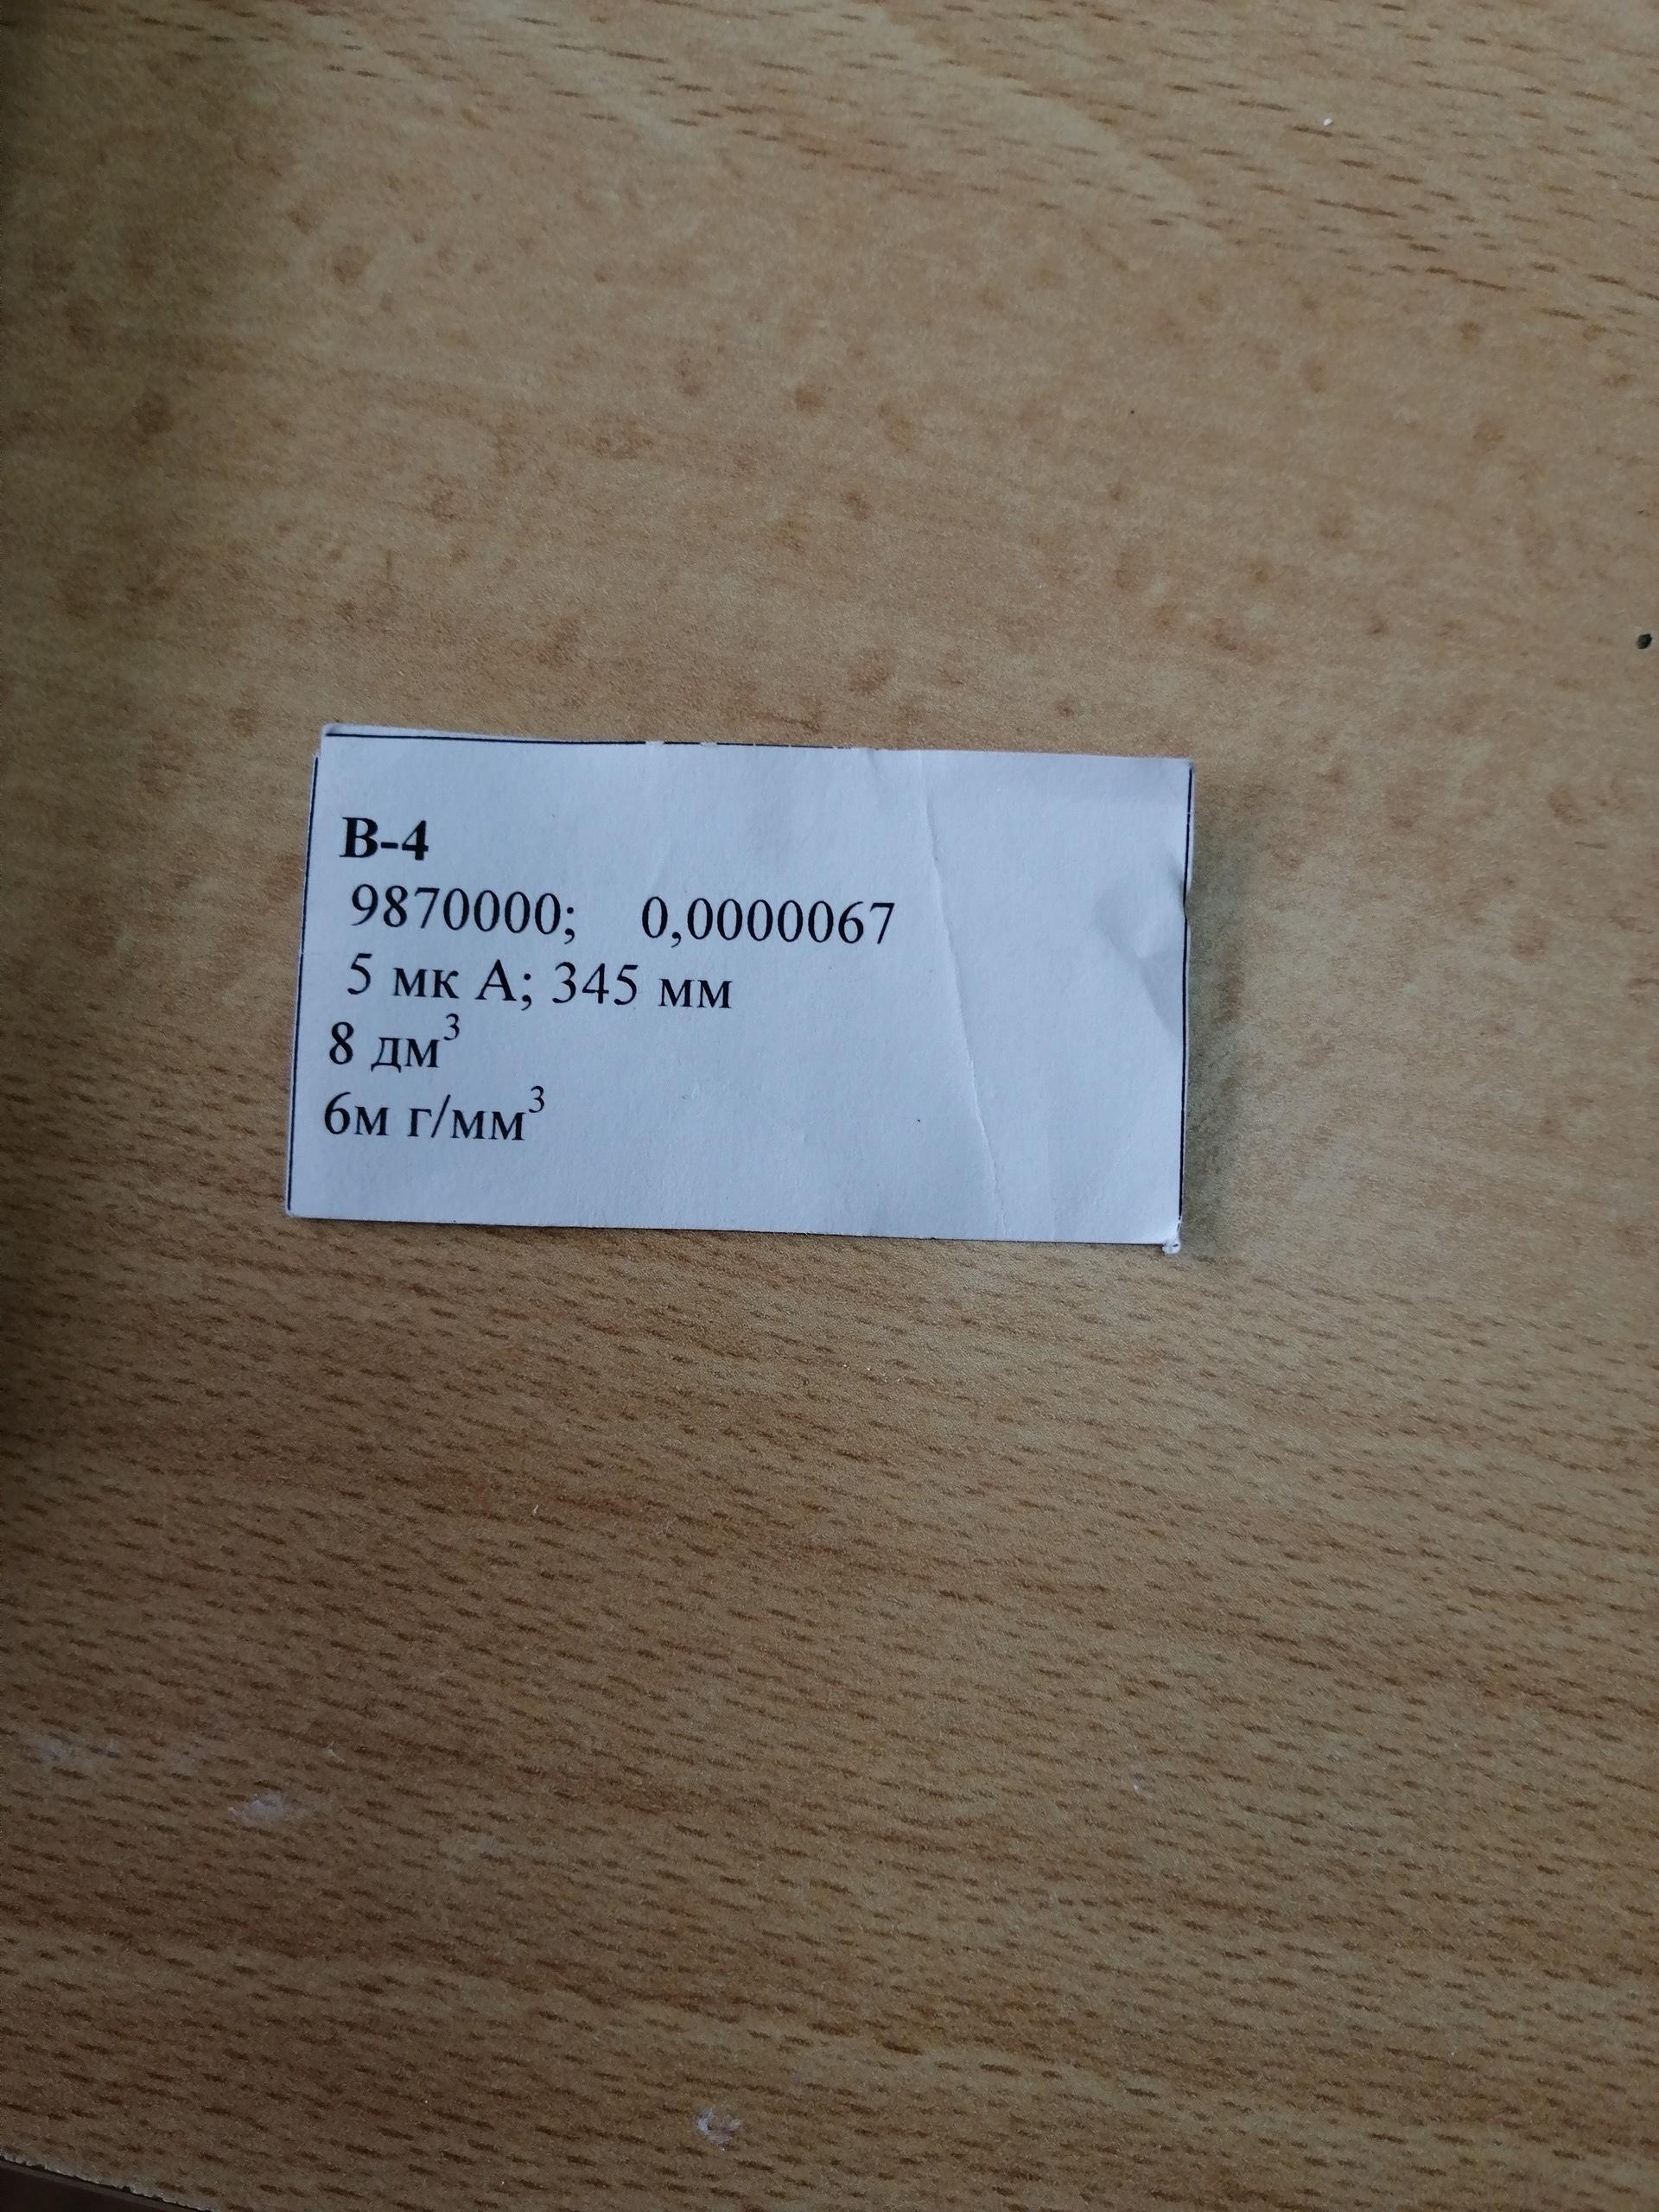 В-4
9870000; 0,0000067
5 мк А; 345 мм
8 дм³
6м г/мм³